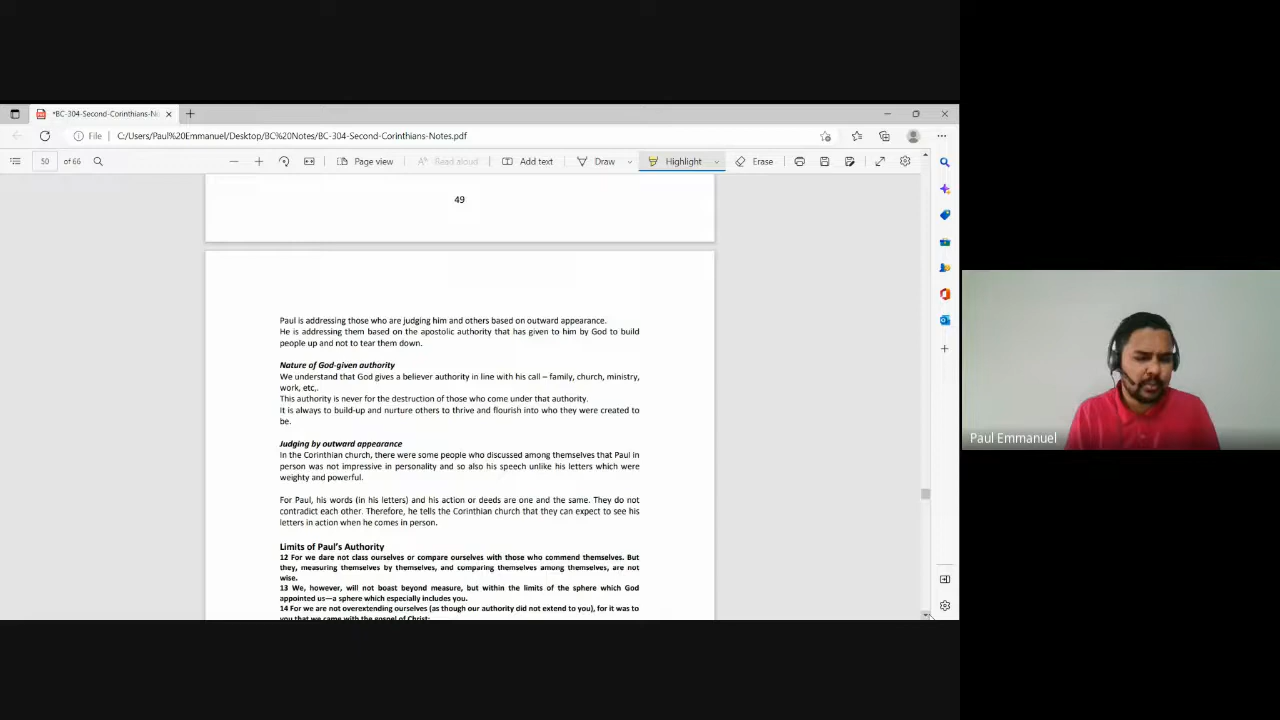 *BC-304-Second-Corinthians-No
File
C:/Users/Paul%20Emmanuel/Desktop/BC%20Notes/BC-304-Second-Corinthians-Notes.pdf
50 of 66
Page view
Read aloud
Add text
Draw
Highlight
Erase
49
Paul is addressing those who are judging him and others based on outward appearance.
He is addressing them based on the apostolic authority that has given to him by God to build
people up and not to tear them down.
Nature of God-given authority
We understand that God gives a believer authority in line with his call – family, church, ministry,
work, etc,.
This authority is never for the destruction of those who come under that authority.
It is always to build-up and nurture others to thrive and flourish into who they were created to
be.
Judging by outward appearance
In the Corinthian church, there were some people who discussed among themselves that Paul in
person was not impressive in personality and so also his speech unlike his letters which were
weighty and powerful.
For Paul, his words (in his letters) and his action or deeds are one and the same. They do not
contradict each other. Therefore, he tells the Corinthian church that they can expect to see his
letters in action when he comes in person.
Limits of Paul's Authority
12 For we dare not class ourselves or compare ourselves with those who commend themselves. But
they, measuring themselves by themselves, and comparing themselves among themselves, are not
wise.
13 We, however, will not boast beyond measure, but within the limits of the sphere which God
appointed us—a sphere which especially includes you.
14 For we are not overextending ourselves (as though our authority did not extend to you), for it was to
you that we came with the gospel of Christ;
Paul Emmanuel